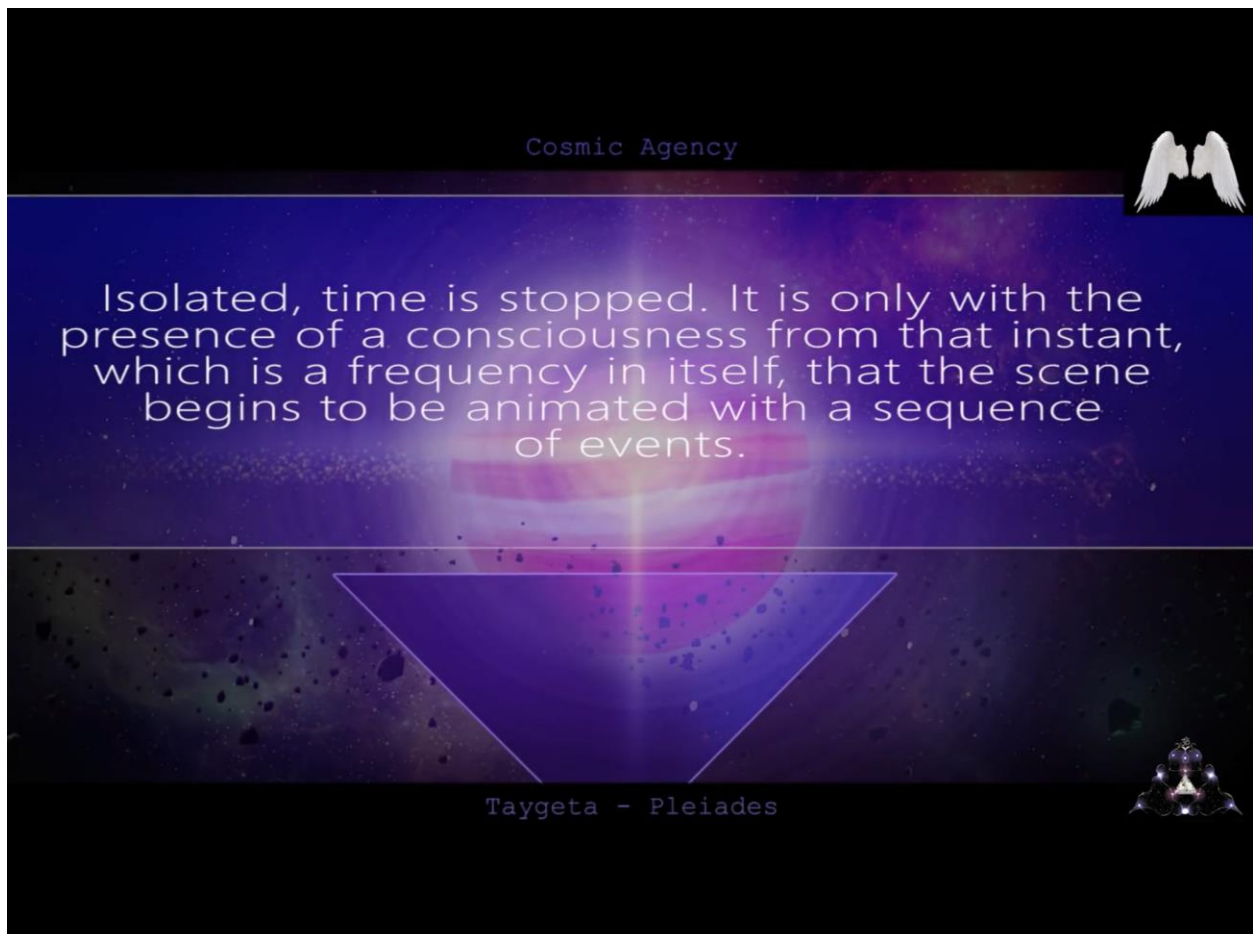 Cosmic Agency
Isolated, time is stopped. It is only with the
presence of a consciousness from that instant,
which is a frequency in itself, that the scene
begins to be animated with a sequence
of events.
Taygeta - Pleiades